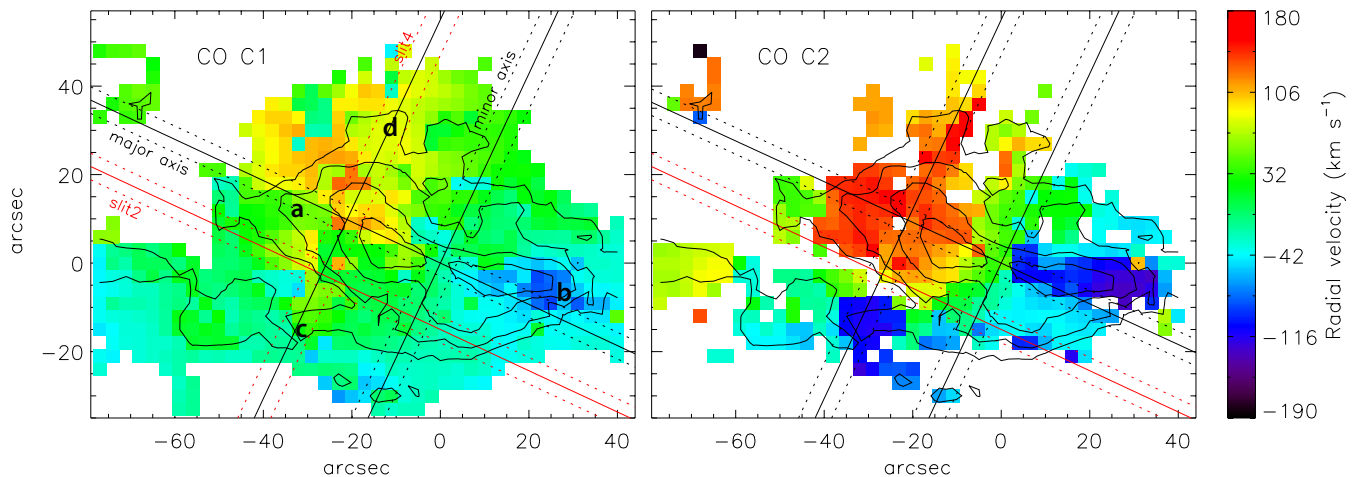 CO C1
slit4
minor axis
d
major axis
a
slit2
b
c
40
20
0
−20
arcsec
−60
−40
−20
0
20
40
arcsec
CO C2
−60
−40
−20
0
20
40
arcsec
180
106
32
−42
−116
−190
Radial velocity (km s⁻¹)